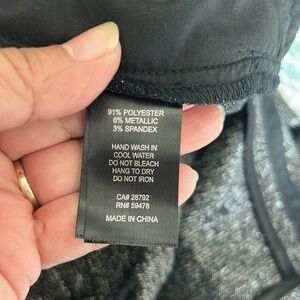 91% POLYESTER
6% METALLIC
3% SPANDEX
HAND WASH IN
COOL WATER
DO NOT BLEACH
HANG TO DRY
DO NOT IRON
CA# 28792
RN# 59478
MADE IN CHINA